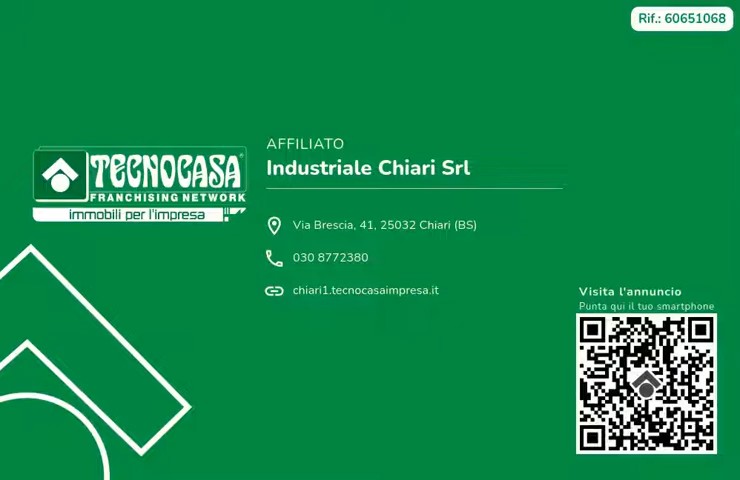 Rif.: 60651068
TECNOCASA
FRANCHISING NETWORK
immobili per l'impresa
AFFILIATO
Industriale Chiari Srl
Via Brescia, 41, 25032 Chiari (BS)
030 8772380
chiari1.tecnocasaimpresa.it
Visita l'annuncio
Punta qui il tuo smartphone